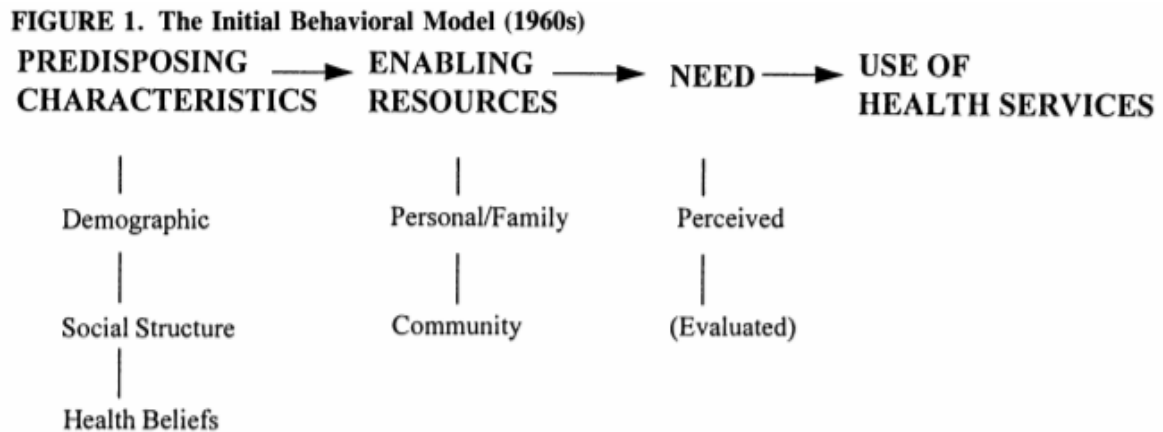 FIGURE 1. The Initial Behavioral Model (1960s)
PREDISPOSING CHARACTERISTICS
ENABLING RESOURCES
NEED
USE OF HEALTH SERVICES
Demographic
Personal/Family
Perceived
Social Structure
Community
(Evaluated)
Health Beliefs